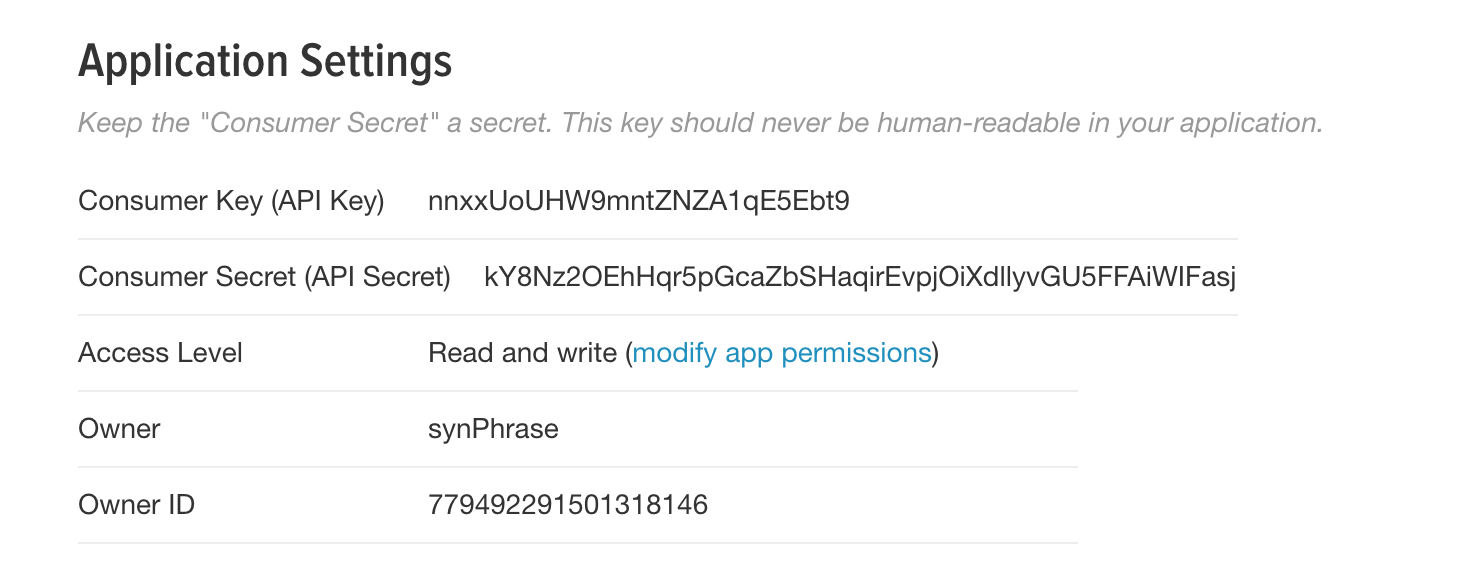 Application Settings
Keep the "Consumer Secret" a secret. This key should never be human-readable in your application.
Consumer Key (API Key) nnxxUoUHW9mntZNZA1qE5Ebt9
Consumer Secret (API Secret) kY8Nz2OEhHqr5pGcaZbSHaqirEvpjOiXdllyvGU5FFAiWIFasj
Access Level Read and write (modify app permissions)
Owner synPhrase
Owner ID 779492291501318146